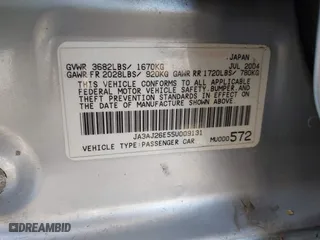 JAPAN
GVWR 3682LBS/ 1670KG JUL 2004
GAWR FR 2028LBS/ 920KG GAWR RR 1720LBS/ 780KG
THIS VEHICLE CONFORMS TO ALL APPLICABLE
FEDERAL MOTOR VEHICLE SAFETY, BUMPER, AND
THEFT PREVENTION STANDARDS IN EFFECT ON
THE DATE OF MANUFACTURE SHOWN ABOVE.
JA3AJ26E55U009131
VEHICLE TYPE:PASSENGER CAR MU000572
© DREAMBID DREAMBID.COM